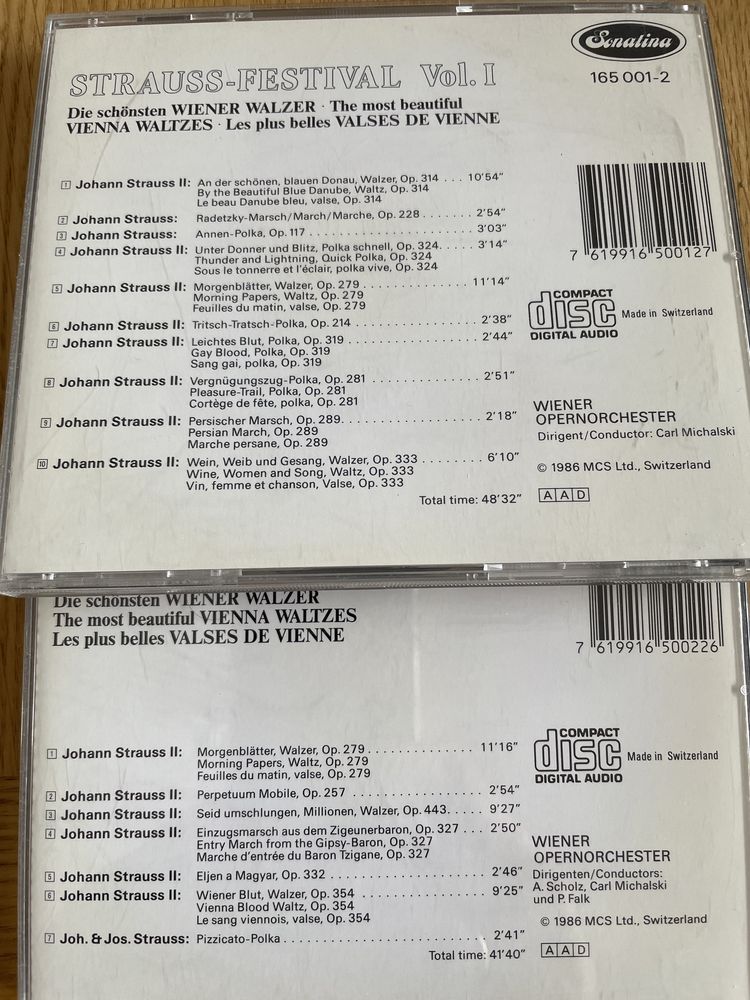 Sonatina
STRAUSS-FESTIVAL Vol. I
165 001-2
Die schönsten WIENER WALZER · The most beautiful
VIENNA WALTZES · Les plus belles VALSES DE VIENNE
1 Johann Strauss II: An der schönen, blauen Donau, Walzer, Op. 314 . . . 10'54"
By the Beautiful Blue Danube, Waltz, Op. 314
Le beau Danube bleu, valse, Op. 314
2 Johann Strauss: Radetzky-Marsch/March/Marche, Op. 228 . . . . . . . 2'54"
3 Johann Strauss: Annen-Polka, Op. 117 . . . . . . . . . . . . . . . . . . . . . 3'03"
4 Johann Strauss II: Unter Donner und Blitz, Polka schnell, Op. 324. . . . . 3'14"
Thunder and Lightning, Quick Polka, Op. 324
Sous le tonnerre et l'éclair, polka vive, Op. 324
5 Johann Strauss II: Morgenblätter, Walzer, Op. 279 . . . . . . . . . . . . . . 11'14"
Morning Papers, Waltz, Op. 279
Feuilles du matin, valse, Op. 279
6 Johann Strauss II: Tritsch-Tratsch-Polka, Op. 214 . . . . . . . . . . . . . . . . . 2'38"
7 Johann Strauss II: Leichtes Blut, Polka, Op. 319 . . . . . . . . . . . . . . . . . . 2'44"
Gay Blood, Polka, Op. 319
Sang gai, polka, Op. 319
8 Johann Strauss II: Vergnügungszug-Polka, Op. 281 . . . . . . . . . . . . . . 2'51"
Pleasure-Trail, Polka, Op. 281
Cortège de fête, polka, Op. 281
9 Johann Strauss II: Persischer Marsch, Op. 289. . . . . . . . . . . . . . . . . . . 2'18"
Persian March, Op. 289
Marche persane, Op. 289
10 Johann Strauss II: Wein, Weib und Gesang, Walzer, Op. 333 . . . . . . . . 6'10"
Wine, Women and Song, Waltz, Op. 333
Vin, femme et chanson, Valse, Op. 333
Total time: 48'32"
7 619916 500127
COMPACT
disc
DIGITAL AUDIO
Made in Switzerland
WIENER
OPERNORCHESTER
Dirigent/Conductor: Carl Michalski
© 1986 MCS Ltd., Switzerland
A A D
Die schönsten WIENER WALZER
The most beautiful VIENNA WALTZES
Les plus belles VALSES DE VIENNE
7 619916 500226
1 Johann Strauss II: Morgenblätter, Walzer, Op. 279 . . . . . . . . . . . . . . 11'16"
Morning Papers, Waltz, Op. 279
Feuilles du matin, valse, Op. 279
2 Johann Strauss II: Perpetuum Mobile, Op. 257 . . . . . . . . . . . . . . . . . . 2'54"
3 Johann Strauss II: Seid umschlungen, Millionen, Walzer, Op. 443. . . . . 9'27"
4 Johann Strauss II: Einzugsmarsch aus dem Zigeunerbaron, Op. 327 . . . 2'50"
Entry March from the Gipsy-Baron, Op. 327
Marche d'entrée du Baron Tzigane, Op. 327
5 Johann Strauss II: Eljen a Magyar, Op. 332 . . . . . . . . . . . . . . . . . . . . . 2'46"
6 Johann Strauss II: Wiener Blut, Walzer, Op. 354 . . . . . . . . . . . . . . . . . 9'25"
Vienna Blood Waltz, Op. 354
Le sang viennois, valse, Op. 354
7 Joh. & Jos. Strauss: Pizzicato-Polka . . . . . . . . . . . . . . . . . . . . . . . . . . . 2'41"
Total time: 41'40"
COMPACT
disc
DIGITAL AUDIO
Made in Switzerland
WIENER
OPERNORCHESTER
Dirigenten/Conductors:
A. Scholz, Carl Michalski
und P. Falk
© 1986 MCS Ltd., Switzerland
A A D